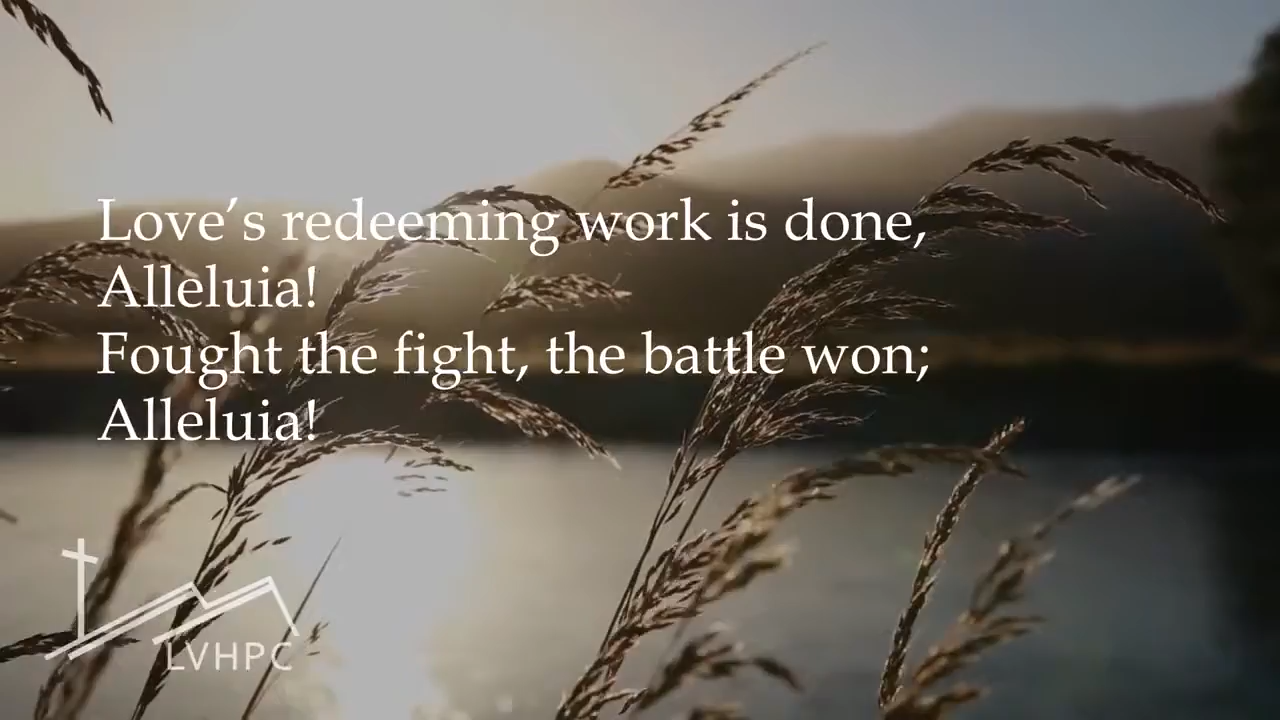 Love’s redeeming work is done,
Alleluia!
Fought the fight, the battle won;
Alleluia!
LVHPC